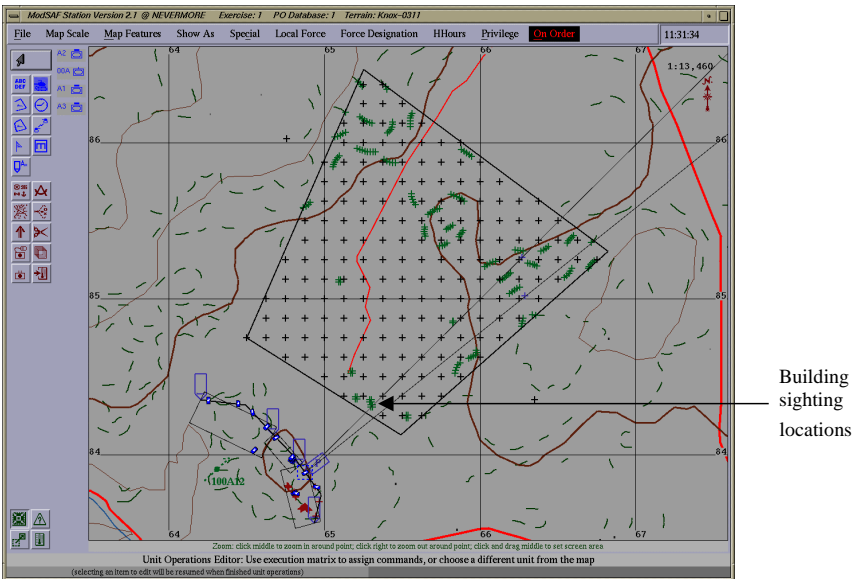 ModSAF Station Version 2.1 @ NEVERMORE Exercise: 1 PO Database: 1 Terrain: Knox-0311
File Map Scale Map Features Show As Special Local Force Force Designation HHours Privilege On Order 11:31:34
A2
00A
A1
A3
ABC
DEF
64 65 66 67
1:13,460
N
86 86
85 85
84 84
(100A12
64 65 66 67
Building
sighting
locations
Zoom: click middle to zoom in around point; click right to zoom out around point; click and drag middle to set screen area
Unit Operations Editor: Use execution matrix to assign commands, or choose a different unit from the map
(selecting an item to edit will be resumed when finished unit operations)